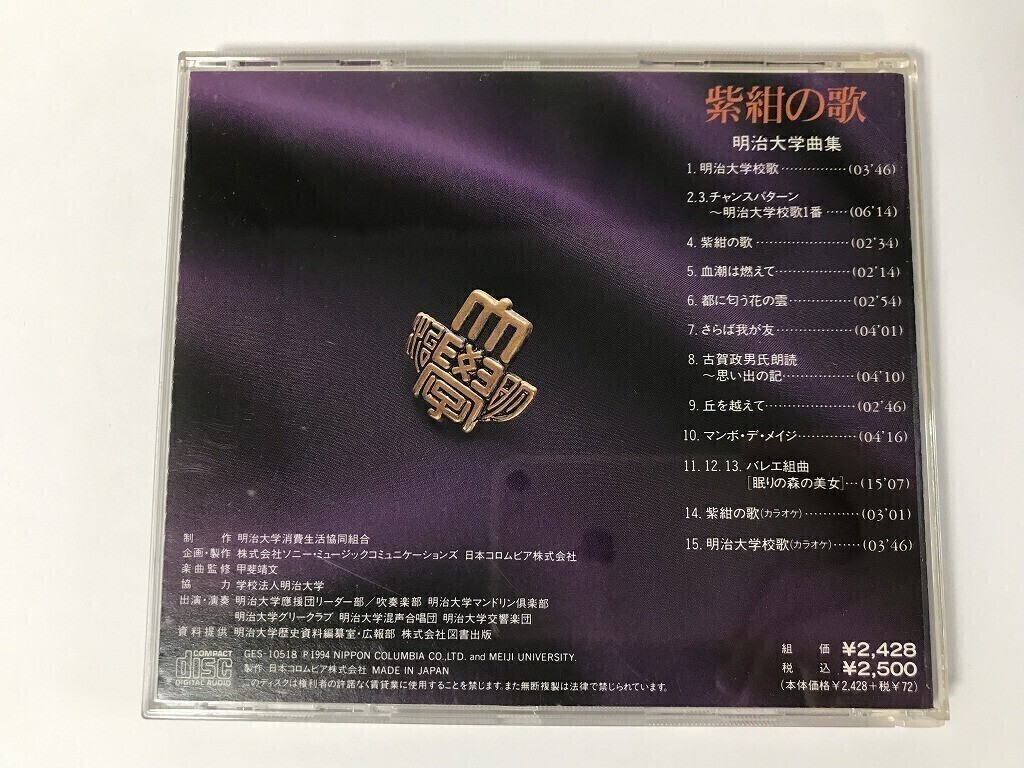 紫紺の歌
明治大学曲集
1. 明治大学校歌……………(03'46)
2.3. チャンスパターン
～明治大学校歌1番……(06'14)
4. 紫紺の歌……………(02'34)
5. 血潮は燃えて……………(02'14)
6. 都に匂う花の雲……………(02'54)
7. さらば我が友……………(04'01)
8. 古賀政男氏朗読
～思い出の記……………(04'10)
9. 丘を越えて……………(02'46)
10. マンボ・デ・メイジ……………(04'16)
11. 12. 13. バレエ組曲
[眠りの森の美女]…(15'07)
14. 紫紺の歌(カラオケ)……………(03'01)
15. 明治大学校歌(カラオケ)……(03'46)
制作 明治大学消費生活協同組合
企画・製作 株式会社ソニー・ミュージックコミュニケーションズ 日本コロムビア株式会社
楽曲監修 甲斐靖文
協力 学校法人明治大学
出演・演奏 明治大学應援団リーダー部/吹奏楽部 明治大学マンドリン倶楽部
明治大学グリークラブ 明治大学混声合唱団 明治大学交響楽団
資料提供 明治大学歴史資料編纂室・広報部 株式会社図書出版
COMPACT disc DIGITAL AUDIO
GES-10518 ℗1994 NIPPON COLUMBIA CO.,LTD. and MEIJI UNIVERSITY.
製作 日本コロムビア株式会社 MADE IN JAPAN
このディスクは権利者の許諾なく賃貸業に使用することを禁じます。また無断複製は法律で禁じられています。
組価 ¥2,428
税込 ¥2,500
(本体価格¥2,428+税¥72)